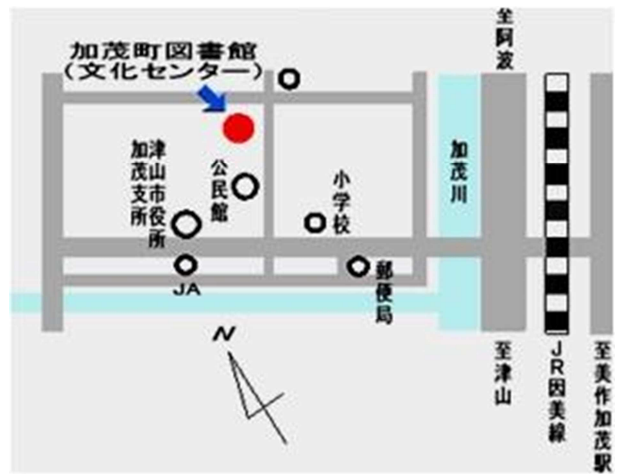 加茂町図書館
(文化センター)
至阿波
津山市役所
加茂支所
公民館
小学校
加茂川
JA
郵便局
N
至津山
JR因美線
至美作加茂駅